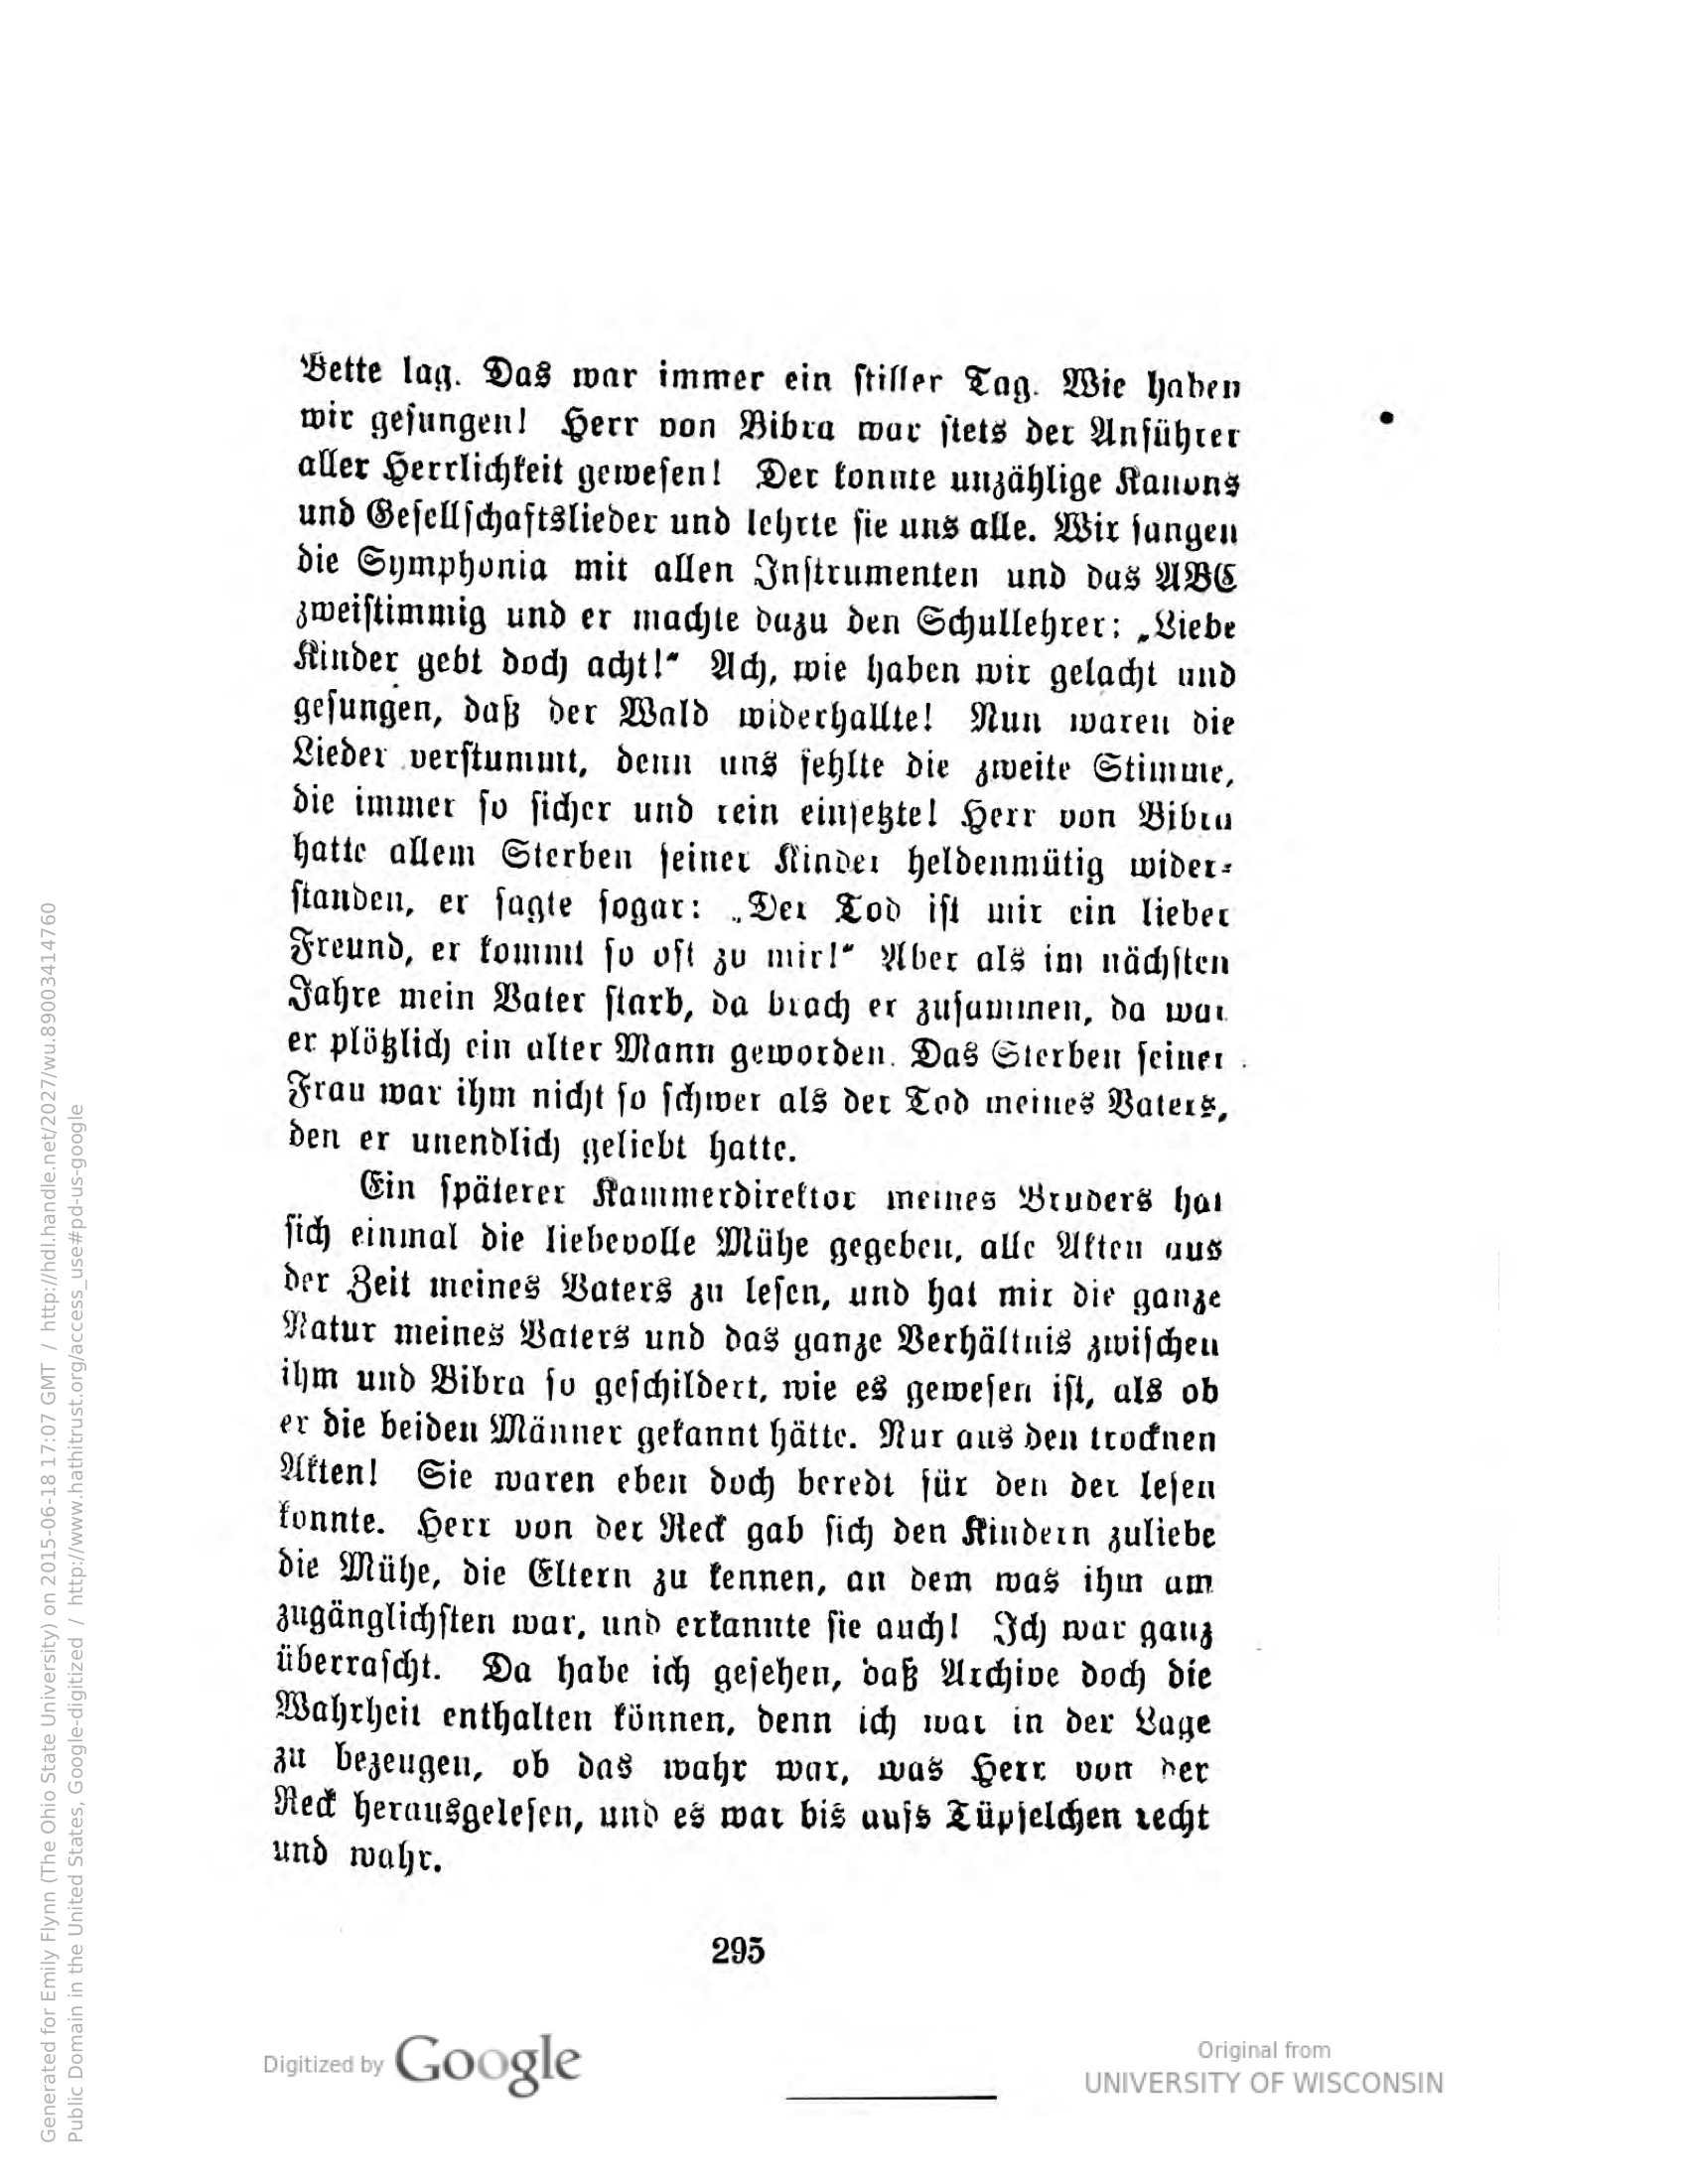 Bette lag. Das war immer ein stiller Tag. Wie haben
wir gesungen! Herr von Bibra war stets der Anführer
aller Herrlichkeit gewesen! Der konnte unzählige Kanons
und Gesellschaftslieder und lehrte sie uns alle. Wir sangen
die Symphonia mit allen Instrumenten und das ABC
zweistimmig und er machte dazu den Schullehrer: „Liebe
Kinder gebt doch acht!“ Ach, wie haben wir gelacht und
gesungen, daß der Wald widerhallte! Nun waren die
Lieder verstummt, denn uns fehlte die zweite Stimme,
die immer so sicher und rein einsetzte! Herr von Bibra
hatte allem Sterben seiner Kinder heldenmütig wider-
standen, er sagte sogar: „Der Tod ist mir ein lieber
Freund, er kommt so oft zu mir!“ Aber als im nächsten
Jahre mein Vater starb, da brach er zusammen, da war
er plötzlich ein alter Mann geworden. Das Sterben seiner
Frau war ihm nicht so schwer als der Tod meines Vaters,
den er unendlich geliebt hatte.
Ein späterer Kammerdirektor meines Bruders hat
sich einmal die liebevolle Mühe gegeben, alle Akten aus
der Zeit meines Vaters zu lesen, und hat mir die ganze
Natur meines Vaters und das ganze Verhältnis zwischen
ihm und Bibra so geschildert, wie es gewesen ist, als ob
er die beiden Männer gekannt hätte. Nur aus den trocknen
Akten! Sie waren eben doch beredt für den der lesen
konnte. Herr von der Reck gab sich den Kindern zuliebe
die Mühe, die Eltern zu kennen, an dem was ihm am
zugänglichsten war, und erkannte sie auch! Ich war ganz
überrascht. Da habe ich gesehen, daß Archive doch die
Wahrheit enthalten können, denn ich war in der Lage
zu bezeugen, ob das wahr war, was Herr von der
Reck herausgelesen, und es war bis aufs Tüpfelchen recht
und wahr.
295
Digitized by Google
Original from
UNIVERSITY OF WISCONSIN
Generated for Emily Flynn (The Ohio State University) on 2015-06-18 17:07 GMT / http://hdl.handle.net/2027/wu.89003414760
Public Domain in the United States, Google-digitized / http://www.hathitrust.org/access_use#pd-us-google